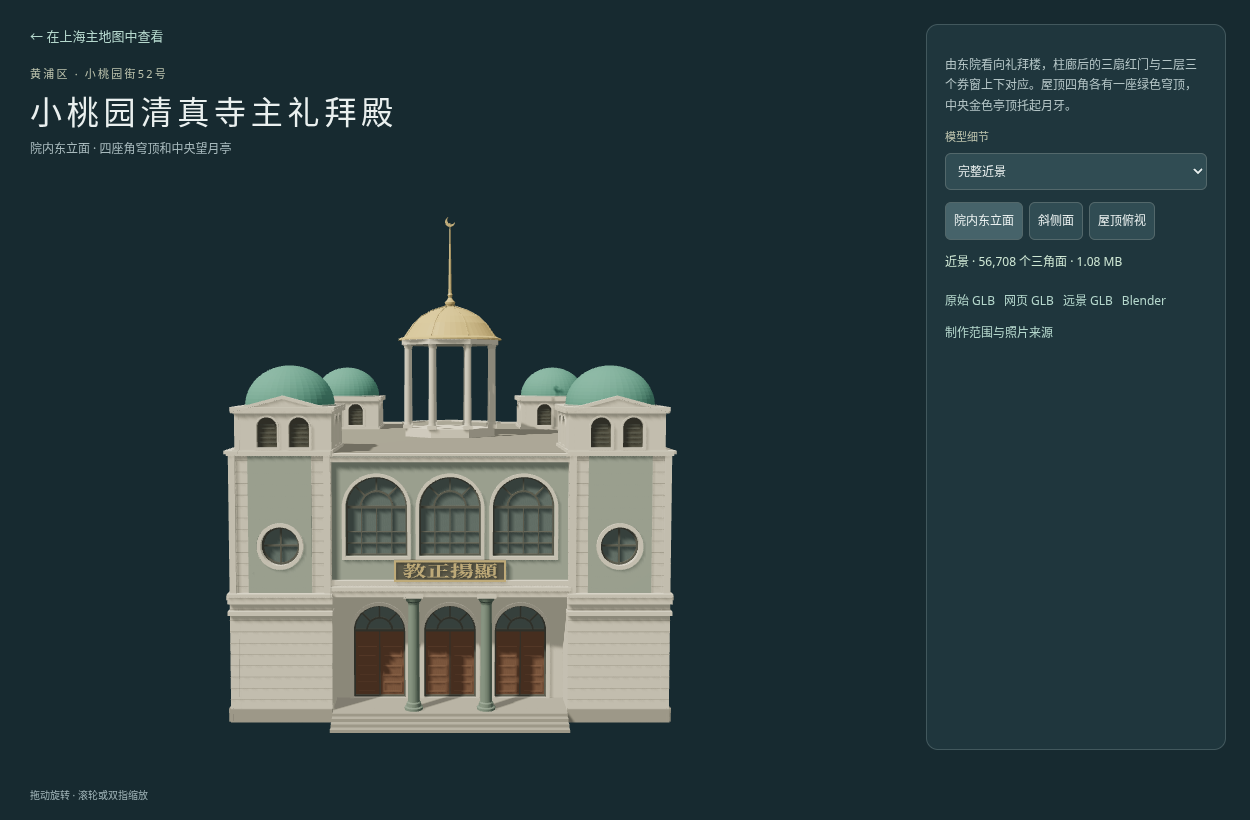 ← 在上海主地图中查看
黄浦区 · 小桃园街52号
小桃园清真寺主礼拜殿
院内东立面 · 四座角穹顶和中央望月亭
教正揚顯
拖动旋转 · 滚轮或双指缩放
由东院看向礼拜楼，柱廊后的三扇红门与二层三
个券窗上下对应。屋顶四角各有一座绿色穹顶，
中央金色亭顶托起月牙。
模型细节
完整近景
院内东立面 斜侧面 屋顶俯视
近景 · 56,708 个三角面 · 1.08 MB
原始 GLB 网页 GLB 远景 GLB Blender
制作范围与照片来源